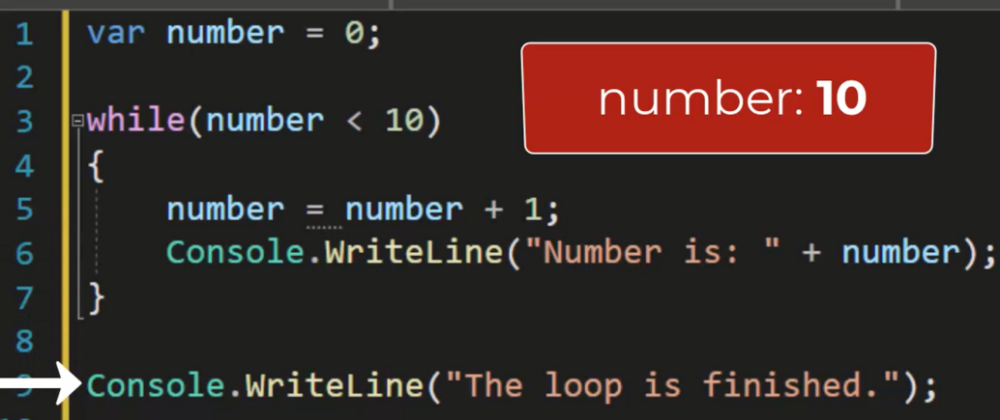 1 var number = 0;
number: 10
2
3 while(number < 10)
4 {
5 number = number + 1;
6 Console.WriteLine("Number is: " + number);
7 }
8
9 Console.WriteLine("The loop is finished.");